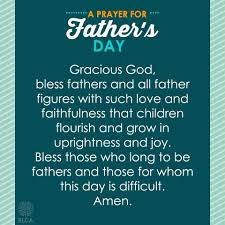 A PRAYER FOR
Father's
DAY
Gracious God,
bless fathers and all father
figures with such love and
faithfulness that children
flourish and grow in
uprightness and joy.
Bless those who long to be
fathers and those for whom
this day is difficult.
Amen.
ELCA